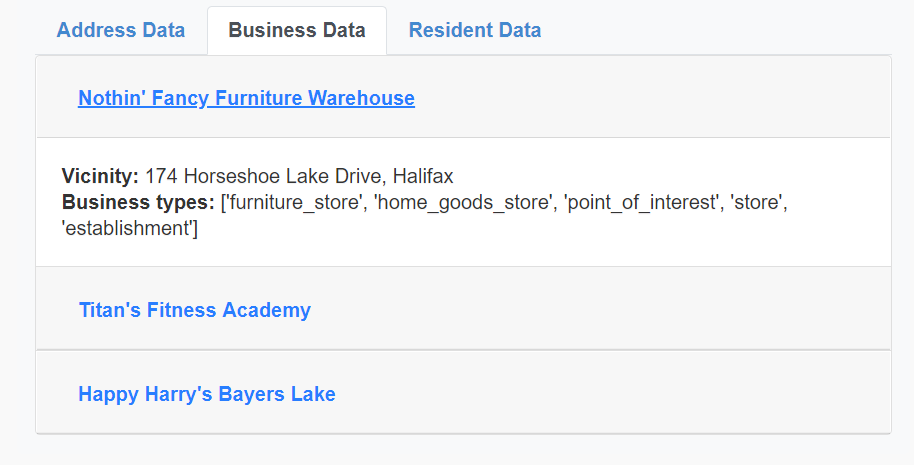 Address Data Business Data Resident Data
Nothin' Fancy Furniture Warehouse
Vicinity: 174 Horseshoe Lake Drive, Halifax
Business types: ['furniture_store', 'home_goods_store', 'point_of_interest', 'store',
'establishment']
Titan's Fitness Academy
Happy Harry's Bayers Lake